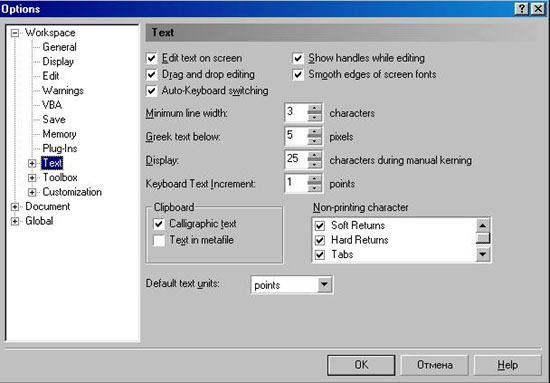 Options
Workspace
General
Display
Edit
Warnings
VBA
Save
Memory
Plug-Ins
Text
Toolbox
Customization
Document
Global
Text
Edit text on screen
Show handles while editing
Drag and drop editing
Smooth edges of screen fonts
Auto-Keyboard switching
Minimum line width: 3 characters
Greek text below: 5 pixels
Display: 25 characters during manual kerning
Keyboard Text Increment: 1 points
Clipboard
Calligraphic text
Text in metafile
Non-printing character
Soft Returns
Hard Returns
Tabs
Default text units: points
OK Отмена Help